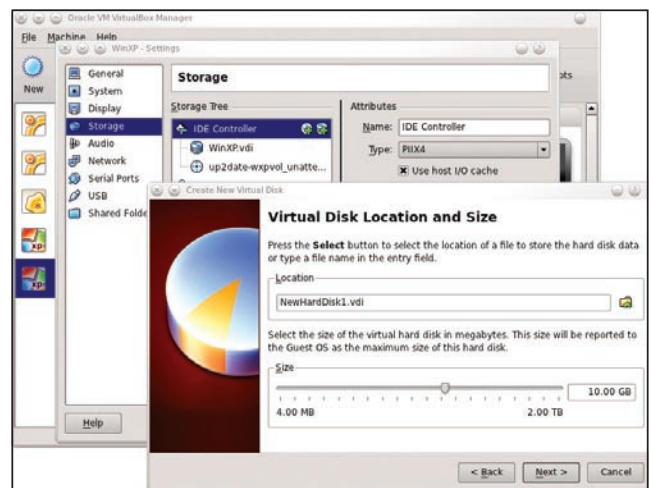 Oracle VM VirtualBox Manager
File Machine Help
New
WinXP - Settings
General
System
Display
Storage
Audio
Network
Serial Ports
USB
Shared Folde
Storage
Storage Tree
IDE Controller
WinXP.vdi
up2date-wxpvol_unatte...
Attributes
Name: IDE Controller
Type: PIIX4
Use host I/O cache
Help
Create New Virtual Disk
Virtual Disk Location and Size
Press the Select button to select the location of a file to store the hard disk data
or type a file name in the entry field.
Location
NewHardDisk1.vdi
Select the size of the virtual hard disk in megabytes. This size will be reported to
the Guest OS as the maximum size of this hard disk.
Size
10.00 GB
4.00 MB 2.00 TB
< Back Next > Cancel